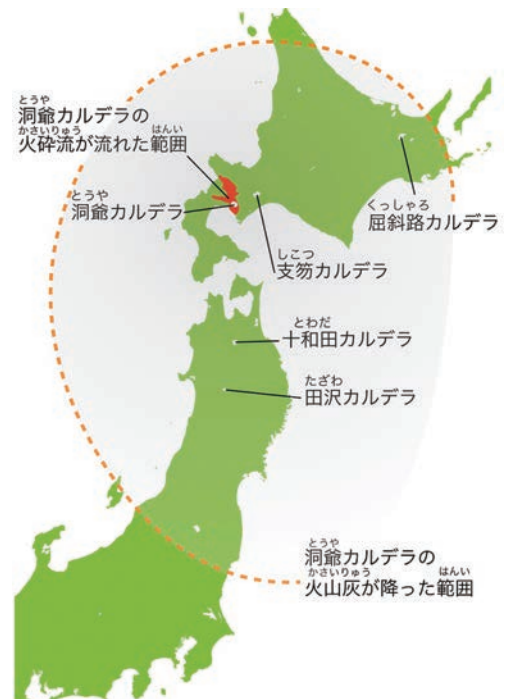 とうや
洞爺カルデラの
かさいりゅう はんい
火砕流が流れた範囲
とうや
洞爺カルデラ
くっしゃろ
屈斜路カルデラ
しこつ
支笏カルデラ
とわだ
十和田カルデラ
たざわ
田沢カルデラ
とうや
洞爺カルデラの
かさいりゅう はんい
火山灰が降った範囲